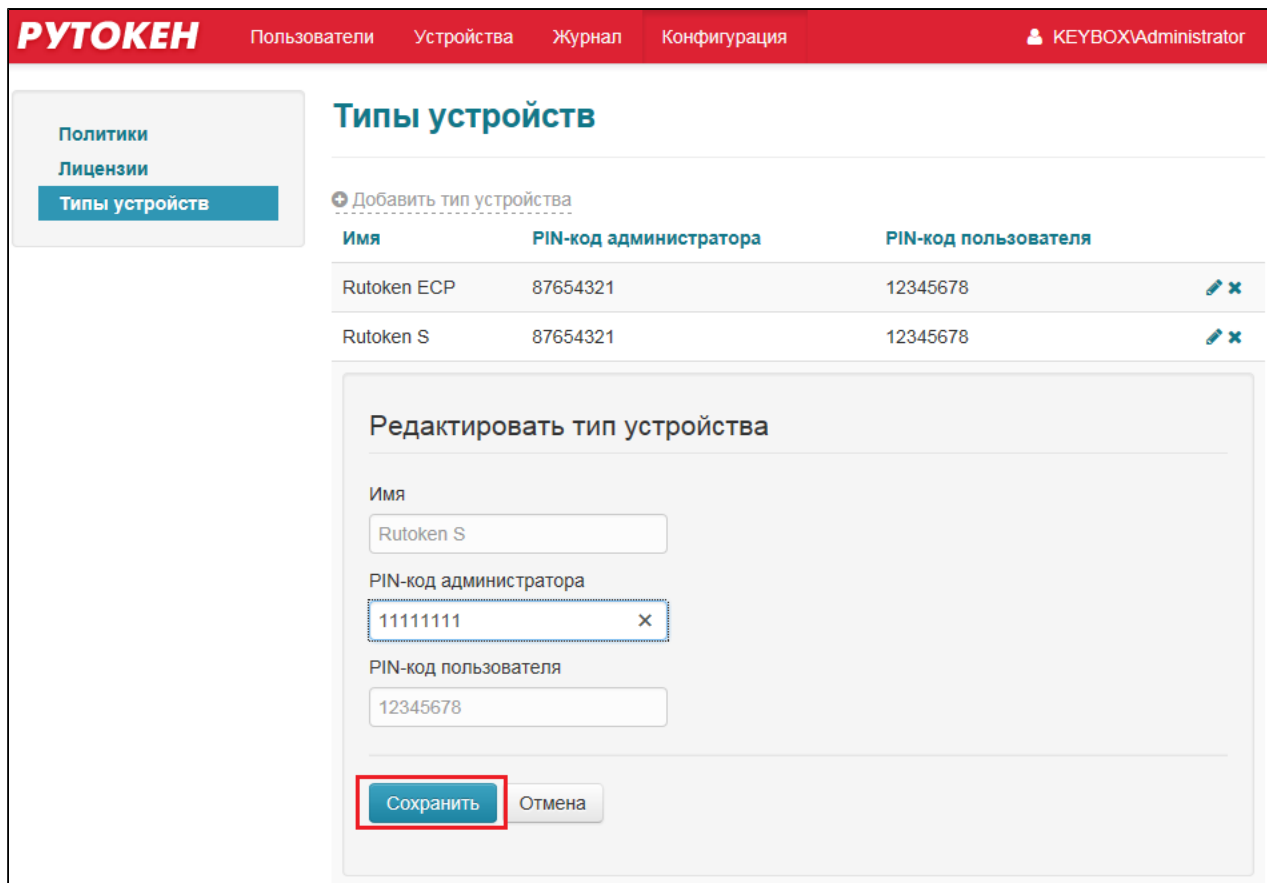 РУТОКЕН Пользователи Устройства Журнал Конфигурация KEYBOX\Administrator
Политики
Лицензии
Типы устройств
Типы устройств
Добавить тип устройства
Имя PIN-код администратора PIN-код пользователя
Rutoken ECP 87654321 12345678
Rutoken S 87654321 12345678
Редактировать тип устройства
Имя
Rutoken S
PIN-код администратора
11111111
PIN-код пользователя
12345678
Сохранить Отмена